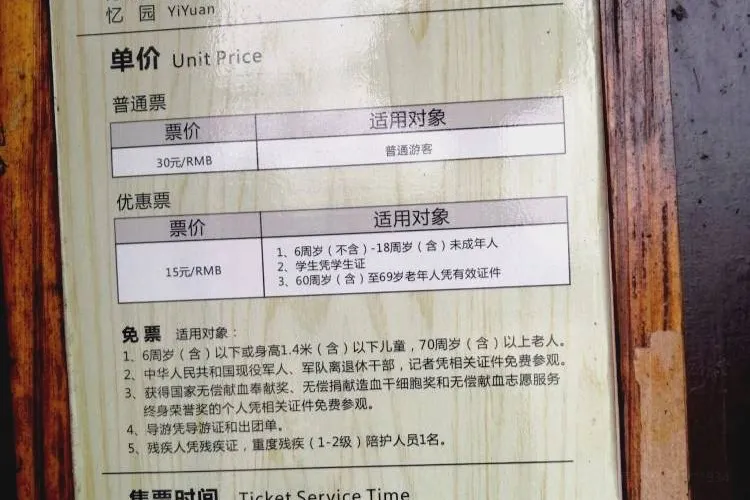 忆 园 YiYuan
单价 Unit Price
普通票
票价 适用对象
30元/RMB 普通游客
优惠票
票价 适用对象
15元/RMB
1、6周岁（不含）-18周岁（含）未成年人
2、学生凭学生证
3、60周岁（含）至69岁老年人凭有效证件
免票 适用对象：
1、6周岁（含）以下或身高1.4米（含）以下儿童，70周岁（含）以上老人。
2、中华人民共和国现役军人、军队离退休干部，记者凭相关证件免费参观。
3、获得国家无偿献血奉献奖、无偿捐献造血干细胞奖和无偿献血志愿服务
终身荣誉奖的个人凭相关证件免费参观。
4、导游凭导游证和出团单。
5、残疾人凭残疾证，重度残疾（1-2级）陪护人员1名。
售票时间 Ticket Service Time